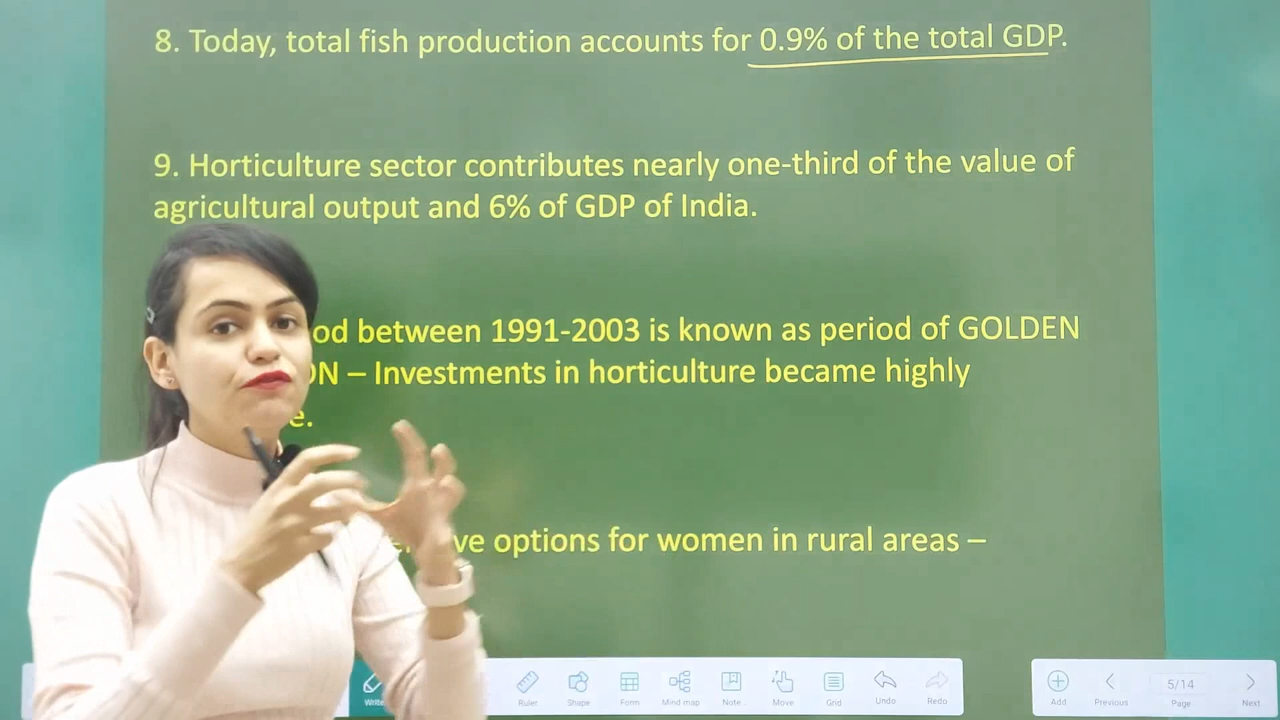 8. Today, total fish production accounts for 0.9% of the total GDP.
9. Horticulture sector contributes nearly one-third of the value of
agricultural output and 6% of GDP of India.
between 1991-2003 is known as period of GOLDEN
– Investments in horticulture became highly
options for women in rural areas –
Write
Ruler
Shape
Form
Mind map
Note
Move
Grid
Undo
Redo
Add
Previous
5/14
Page
Next